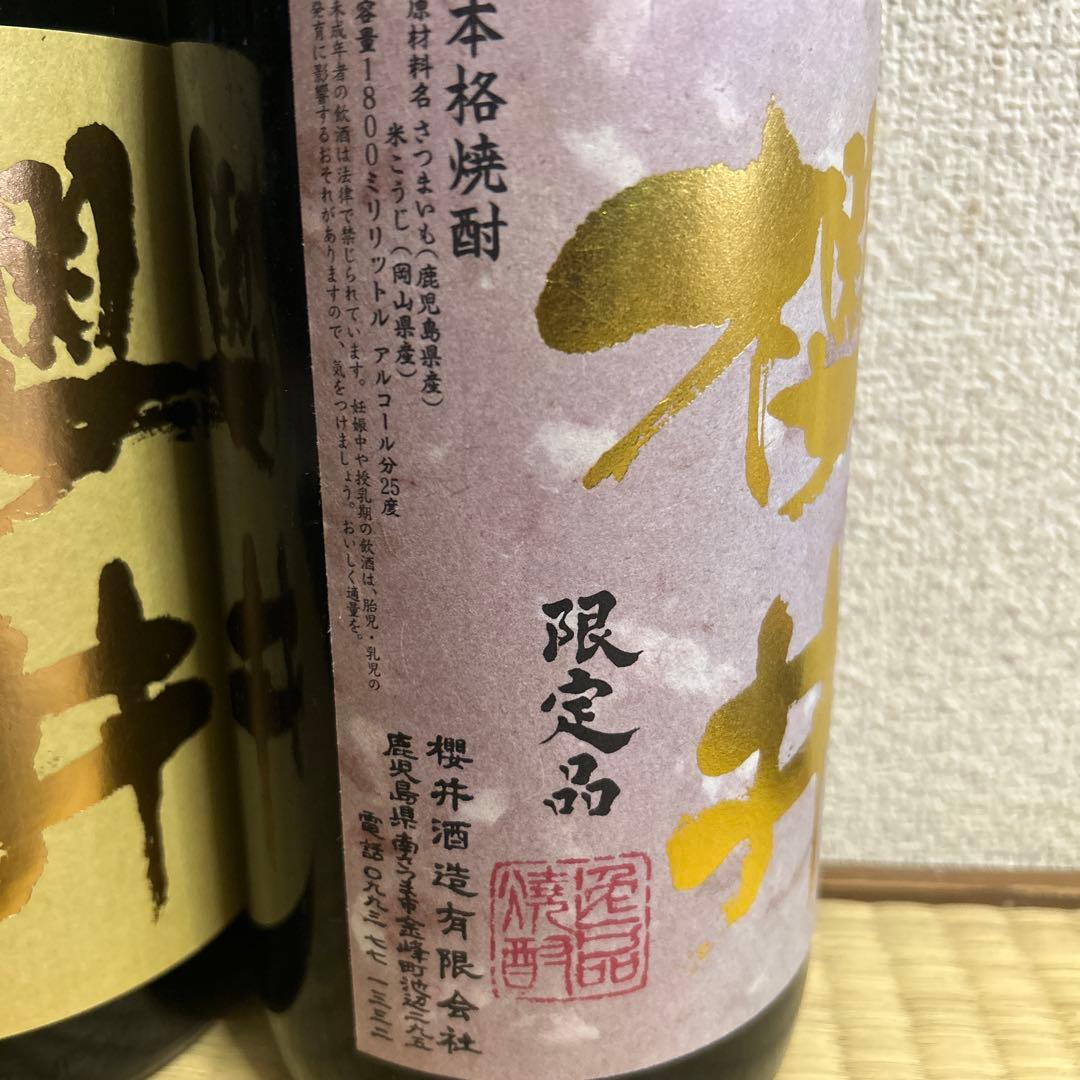 櫻井
限定品
逸品
焼酎
本格焼酎
原材料名 さつまいも(鹿児島県産)
米こうじ(岡山県産)
容量1800ミリリットル アルコール分25度
未成年者の飲酒は法律で禁じられています。妊娠中や授乳期の飲酒は、胎児・乳児の
発育に影響するおそれがありますので、気をつけましょう。おいしく適量を。
櫻井酒造有限会社
鹿児島県南さつま市金峰町池辺二九五
電話〇九九三 七七 一三三二
櫻井